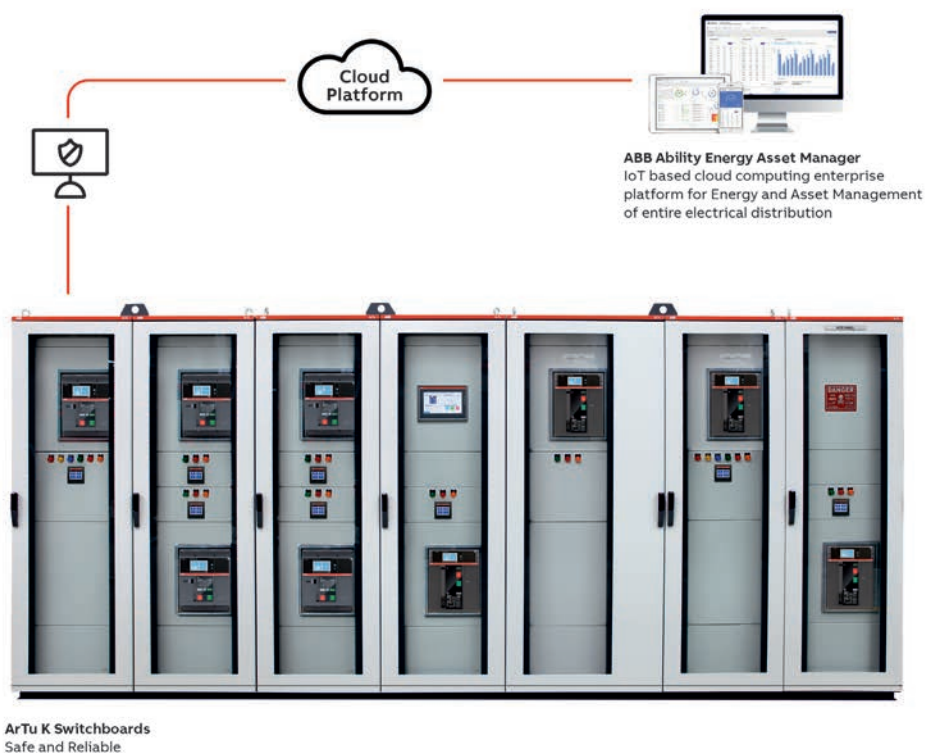 Cloud
Platform
ABB Ability Energy Asset Manager
IoT based cloud computing enterprise
platform for Energy and Asset Management
of entire electrical distribution
DANGER
ArTu K Switchboards
Safe and Reliable